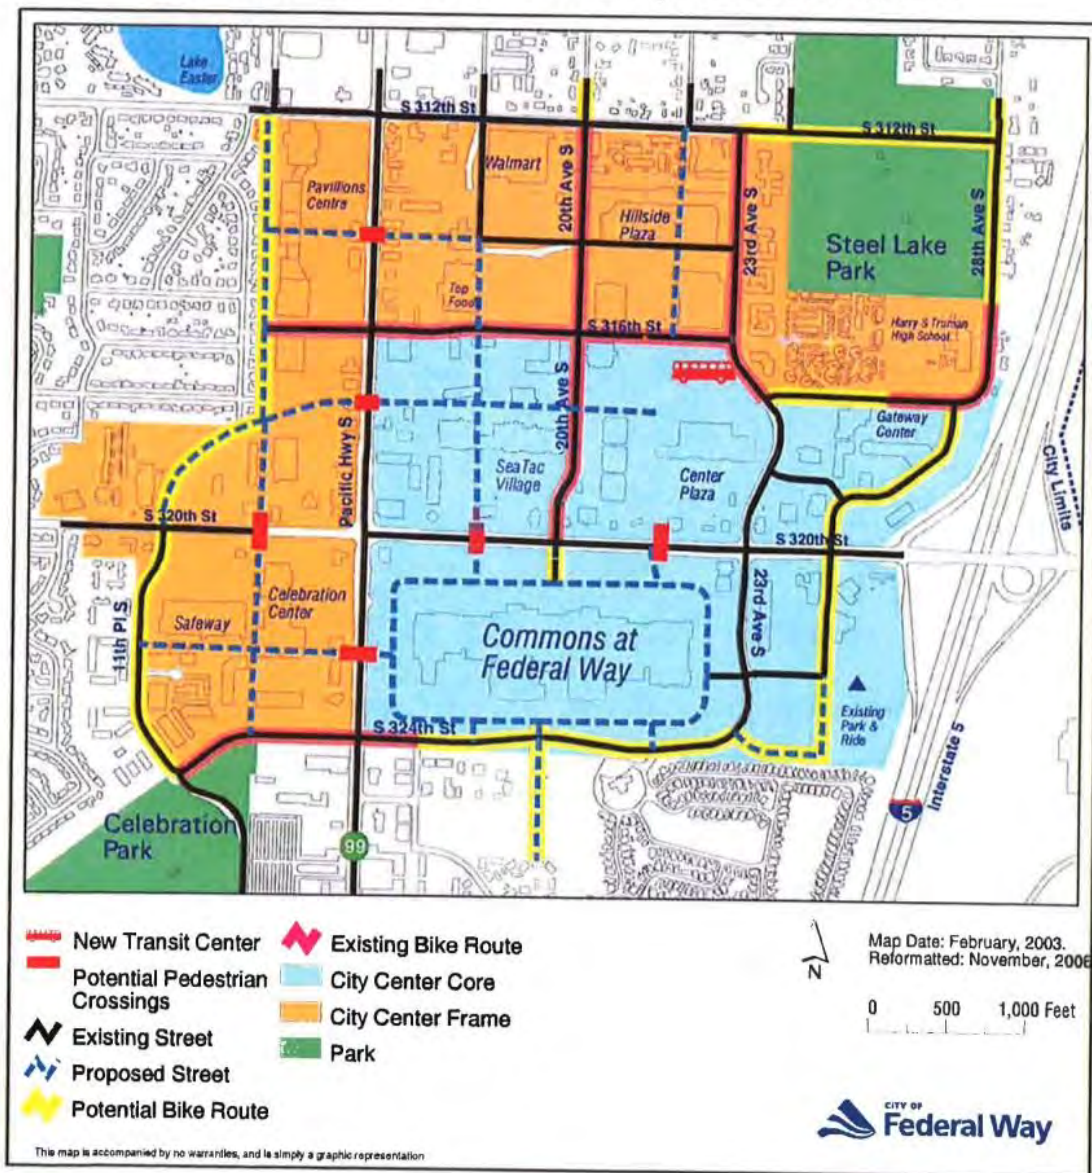 Lake
Easter
S 312th St
S 312th St
Pavillions
Centre
Walmart
20th Ave S
Hillside
Plaza
23rd Ave S
Steel Lake
Park
28th Ave S
Top
Food
S 316th St
Harry S Truman
High School
Pacific Hwy S
20th Ave S
SeaTac
Village
Center
Plaza
Gateway
Center
City Limits
S 320th St
S 320th St
11th Pl S
Safeway
Celebration
Center
Commons at
Federal Way
23rd Ave S
Existing
Park &
Ride
Interstate 5
5
S 324th St
Celebration
Park
99
New Transit Center
Potential Pedestrian
Crossings
Existing Street
Proposed Street
Potential Bike Route
Existing Bike Route
City Center Core
City Center Frame
Park
N
Map Date: February, 2003.
Reformatted: November, 2006
0 500 1,000 Feet
CITY OF
Federal Way
This map is accompanied by no warranties, and is simply a graphic representation